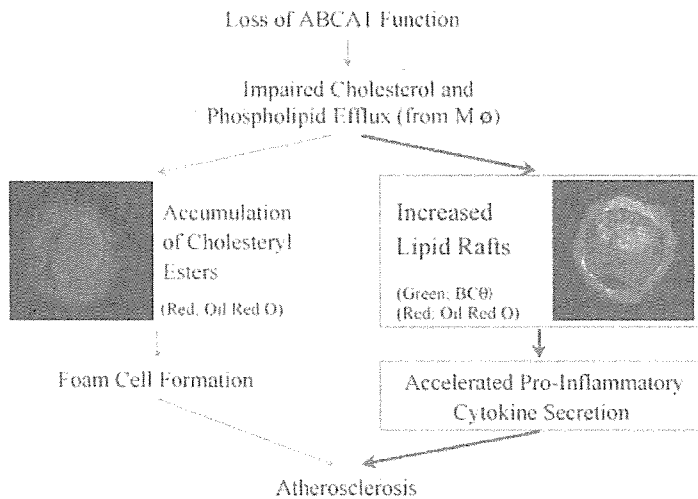 Loss of ABCA1 Function
Impaired Cholesterol and
Phospholipid Efflux (from M ø)
Accumulation
of Cholesteryl
Esters
(Red; Oil Red O)
Increased
Lipid Rafts
(Green; BCθ)
(Red; Oil Red O)
Foam Cell Formation
Accelerated Pro-Inflammatory
Cytokine Secretion
Atherosclerosis